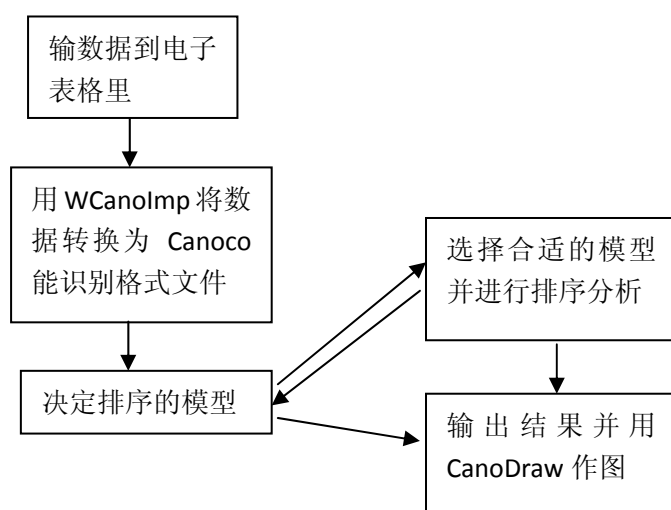 输数据到电子
表格里
用 WCanoImp 将数
据转换为 Canoco
能识别格式文件
决定排序的模型
选择合适的模型
并进行排序分析
输出结果并用
CanoDraw 作图